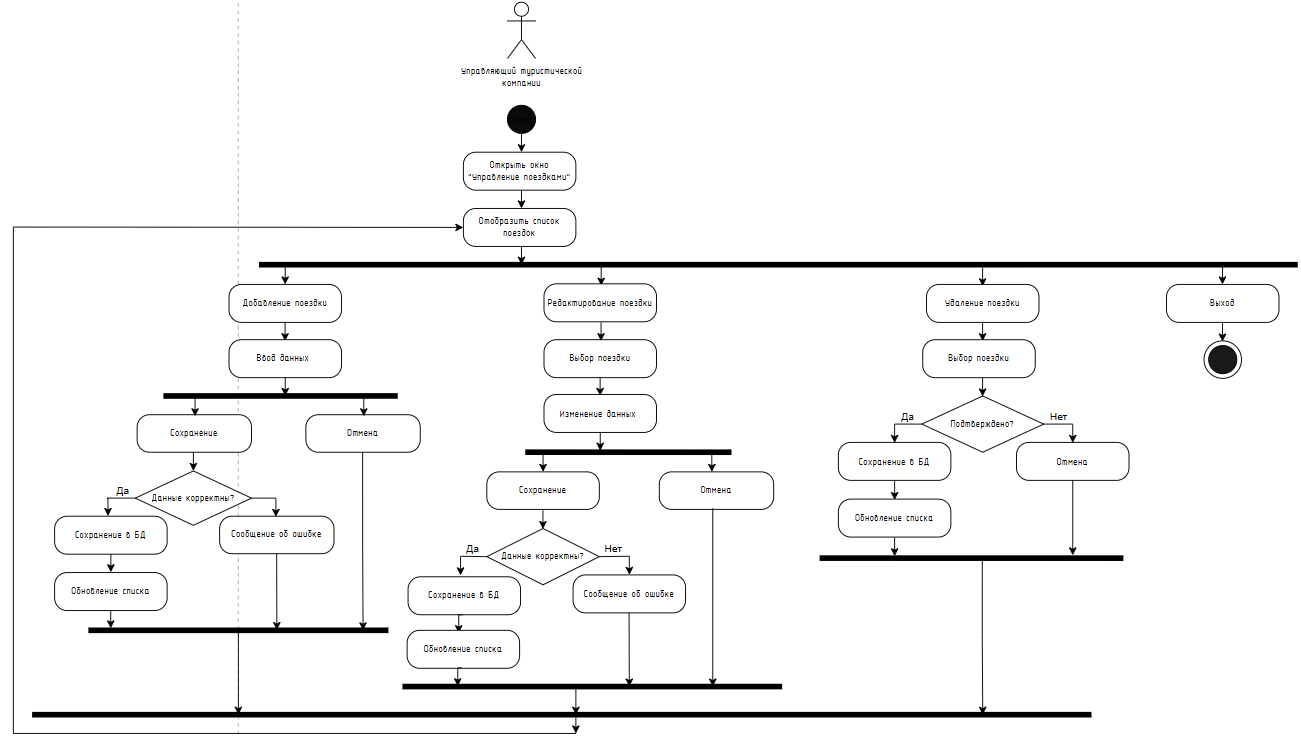 Управляющий туристической
компании
Открыть окно
"Управление поездками"
Отобразить список
поездок
Добавление поездки
Редактирование поездки
Удаление поездки
Выход
Ввод данных
Выбор поездки
Выбор поездки
Изменение данных
Подтверждено?
Да
Нет
Сохранение
Отмена
Сохранение в БД
Отмена
Данные корректны?
Да
Сохранение
Отмена
Обновление списка
Сохранение в БД
Сообщение об ошибке
Данные корректны?
Да
Нет
Обновление списка
Сохранение в БД
Сообщение об ошибке
Обновление списка